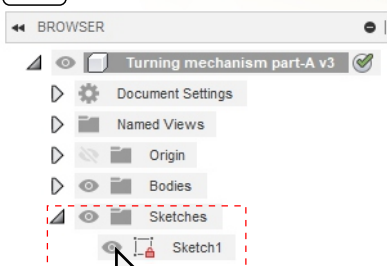 BROWSER
Turning mechanism part-A v3
Document Settings
Named Views
Origin
Bodies
Sketches
Sketch1